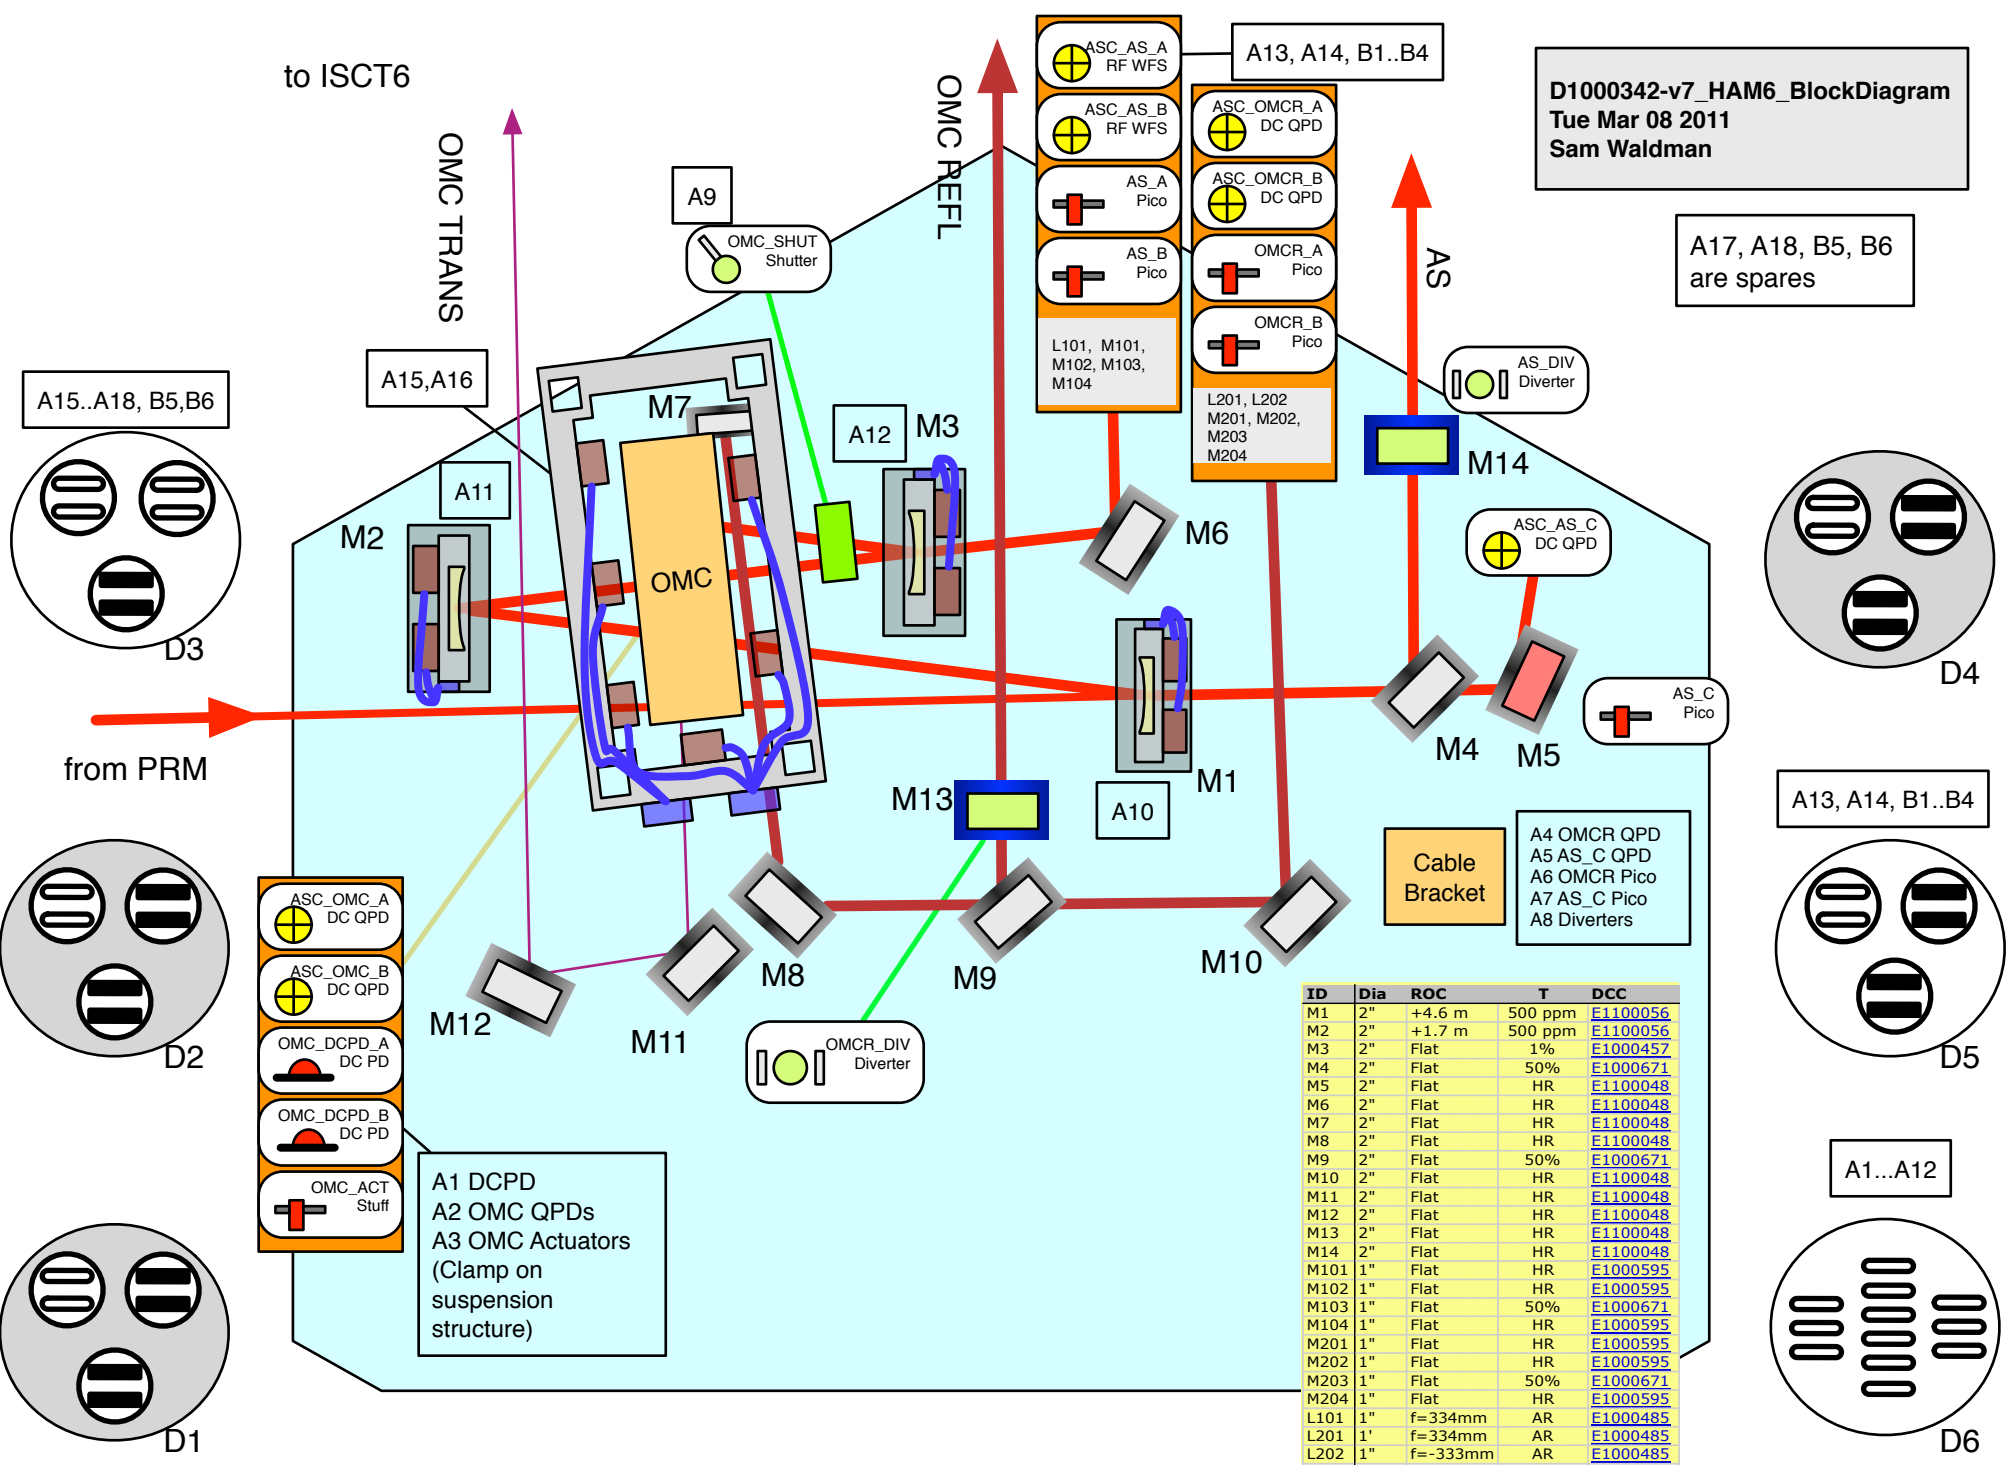 to ISCT6
OMC TRANS
OMC REFL
AS
D1000342-v7_HAM6_BlockDiagram
Tue Mar 08 2011
Sam Waldman
A17, A18, B5, B6
are spares
A13, A14, B1..B4
ASC_AS_A
RF WFS
ASC_AS_B
RF WFS
AS_A
Pico
AS_B
Pico
L101, M101,
M102, M103,
M104
ASC_OMCR_A
DC QPD
ASC_OMCR_B
DC QPD
OMCR_A
Pico
OMCR_B
Pico
L201, L202
M201, M202,
M203
M204
A9
OMC_SHUT
Shutter
A15,A16
A15..A18, B5,B6
D3
M2
A11
M7
OMC
A12
M3
M6
AS_DIV
Diverter
M14
ASC_AS_C
DC QPD
AS_C
Pico
M4
M5
D4
from PRM
M1
A10
M13
A13, A14, B1..B4
D5
Cable
Bracket
A4 OMCR QPD
A5 AS_C QPD
A6 OMCR Pico
A7 AS_C Pico
A8 Diverters
M8
M9
M10
M11
M12
D2
ASC_OMC_A
DC QPD
ASC_OMC_B
DC QPD
OMC_DCPD_A
DC PD
OMC_DCPD_B
DC PD
OMC_ACT
Stuff
OMCR_DIV
Diverter
A1 DCPD
A2 OMC QPDs
A3 OMC Actuators
(Clamp on
suspension
structure)
D1
A1...A12
D6
ID Dia ROC T DCC
M1 2" +4.6 m 500 ppm E1100056
M2 2" +1.7 m 500 ppm E1100056
M3 2" Flat 1% E1000457
M4 2" Flat 50% E1000671
M5 2" Flat HR E1100048
M6 2" Flat HR E1100048
M7 2" Flat HR E1100048
M8 2" Flat HR E1100048
M9 2" Flat 50% E1000671
M10 2" Flat HR E1100048
M11 2" Flat HR E1100048
M12 2" Flat HR E1100048
M13 2" Flat HR E1100048
M14 2" Flat HR E1100048
M101 1" Flat HR E1000595
M102 1" Flat HR E1000595
M103 1" Flat 50% E1000671
M104 1" Flat HR E1000595
M201 1" Flat HR E1000595
M202 1" Flat HR E1000595
M203 1" Flat 50% E1000671
M204 1" Flat HR E1000595
L101 1" f=334mm AR E1000485
L201 1' f=334mm AR E1000485
L202 1" f=-333mm AR E1000485